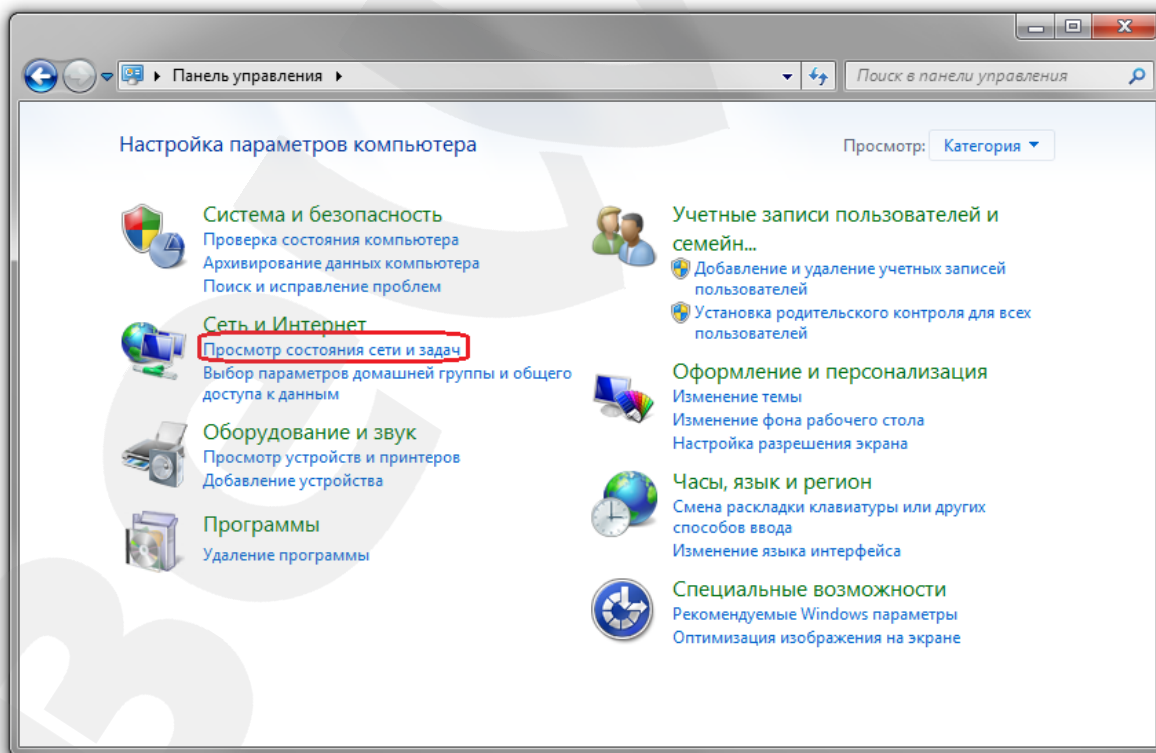 Панель управления
Поиск в панели управления
Настройка параметров компьютера
Просмотр: Категория
Система и безопасность
Проверка состояния компьютера
Архивирование данных компьютера
Поиск и исправление проблем
Сеть и Интернет
Просмотр состояния сети и задач
Выбор параметров домашней группы и общего
доступа к данным
Оборудование и звук
Просмотр устройств и принтеров
Добавление устройства
Программы
Удаление программы
Учетные записи пользователей и
семейн...
Добавление и удаление учетных записей
пользователей
Установка родительского контроля для всех
пользователей
Оформление и персонализация
Изменение темы
Изменение фона рабочего стола
Настройка разрешения экрана
Часы, язык и регион
Смена раскладки клавиатуры или других
способов ввода
Изменение языка интерфейса
Специальные возможности
Рекомендуемые Windows параметры
Оптимизация изображения на экране